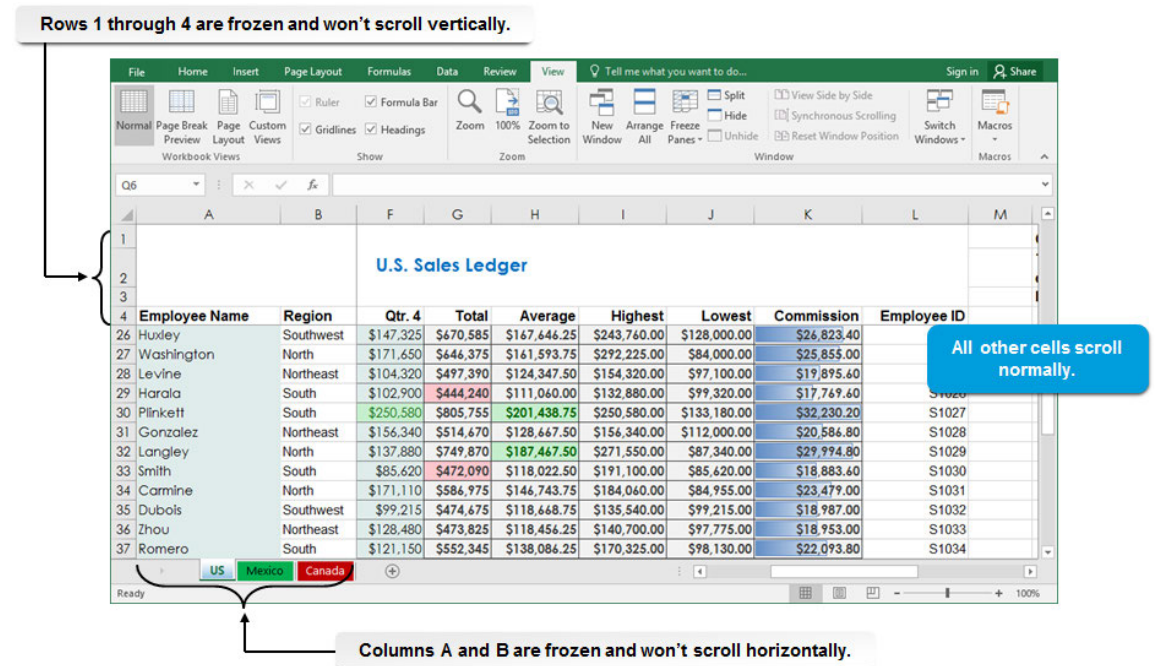 Rows 1 through 4 are frozen and won't scroll vertically.
File Home Insert Page Layout Formulas Data Review View Tell me what you want to do... Sign in Share
Normal Page Break Preview Page Layout Custom Views Ruler Formula Bar Gridlines Headings Zoom 100% Zoom to Selection New Window Arrange All Freeze Panes Split Hide Unhide View Side by Side Synchronous Scrolling Reset Window Position Switch Windows Macros
Workbook Views Show Zoom Window Macros
Q6 fx
A B F G H I J K L M
1
U.S. Sales Ledger
2
3
4 Employee Name Region Qtr. 4 Total Average Highest Lowest Commission Employee ID
26 Huxley Southwest $147,325 $670,585 $167,646.25 $243,760.00 $128,000.00 $26,823.40
27 Washington North $171,650 $646,375 $161,593.75 $292,225.00 $84,000.00 $25,855.00
28 Levine Northeast $104,320 $497,390 $124,347.50 $154,320.00 $97,100.00 $19,895.60
All other cells scroll
normally.
29 Harala South $102,900 $444,240 $111,060.00 $132,880.00 $99,320.00 $17,769.60
30 Plinkett South $250,580 $805,755 $201,438.75 $250,580.00 $133,180.00 $32,230.20 S1027
31 Gonzalez Northeast $156,340 $514,670 $128,667.50 $156,340.00 $112,000.00 $20,586.80 S1028
32 Langley North $137,880 $749,870 $187,467.50 $271,550.00 $87,340.00 $29,994.80 S1029
33 Smith South $85,620 $472,090 $118,022.50 $191,100.00 $85,620.00 $18,883.60 S1030
34 Carmine North $171,110 $586,975 $146,743.75 $184,060.00 $84,955.00 $23,479.00 S1031
35 Dubois Southwest $99,215 $474,675 $118,668.75 $135,540.00 $99,215.00 $18,987.00 S1032
36 Zhou Northeast $128,480 $473,825 $118,456.25 $140,700.00 $97,775.00 $18,953.00 S1033
37 Romero South $121,150 $552,345 $138,086.25 $170,325.00 $98,130.00 $22,093.80 S1034
US Mexico Canada
Ready 100%
Columns A and B are frozen and won't scroll horizontally.